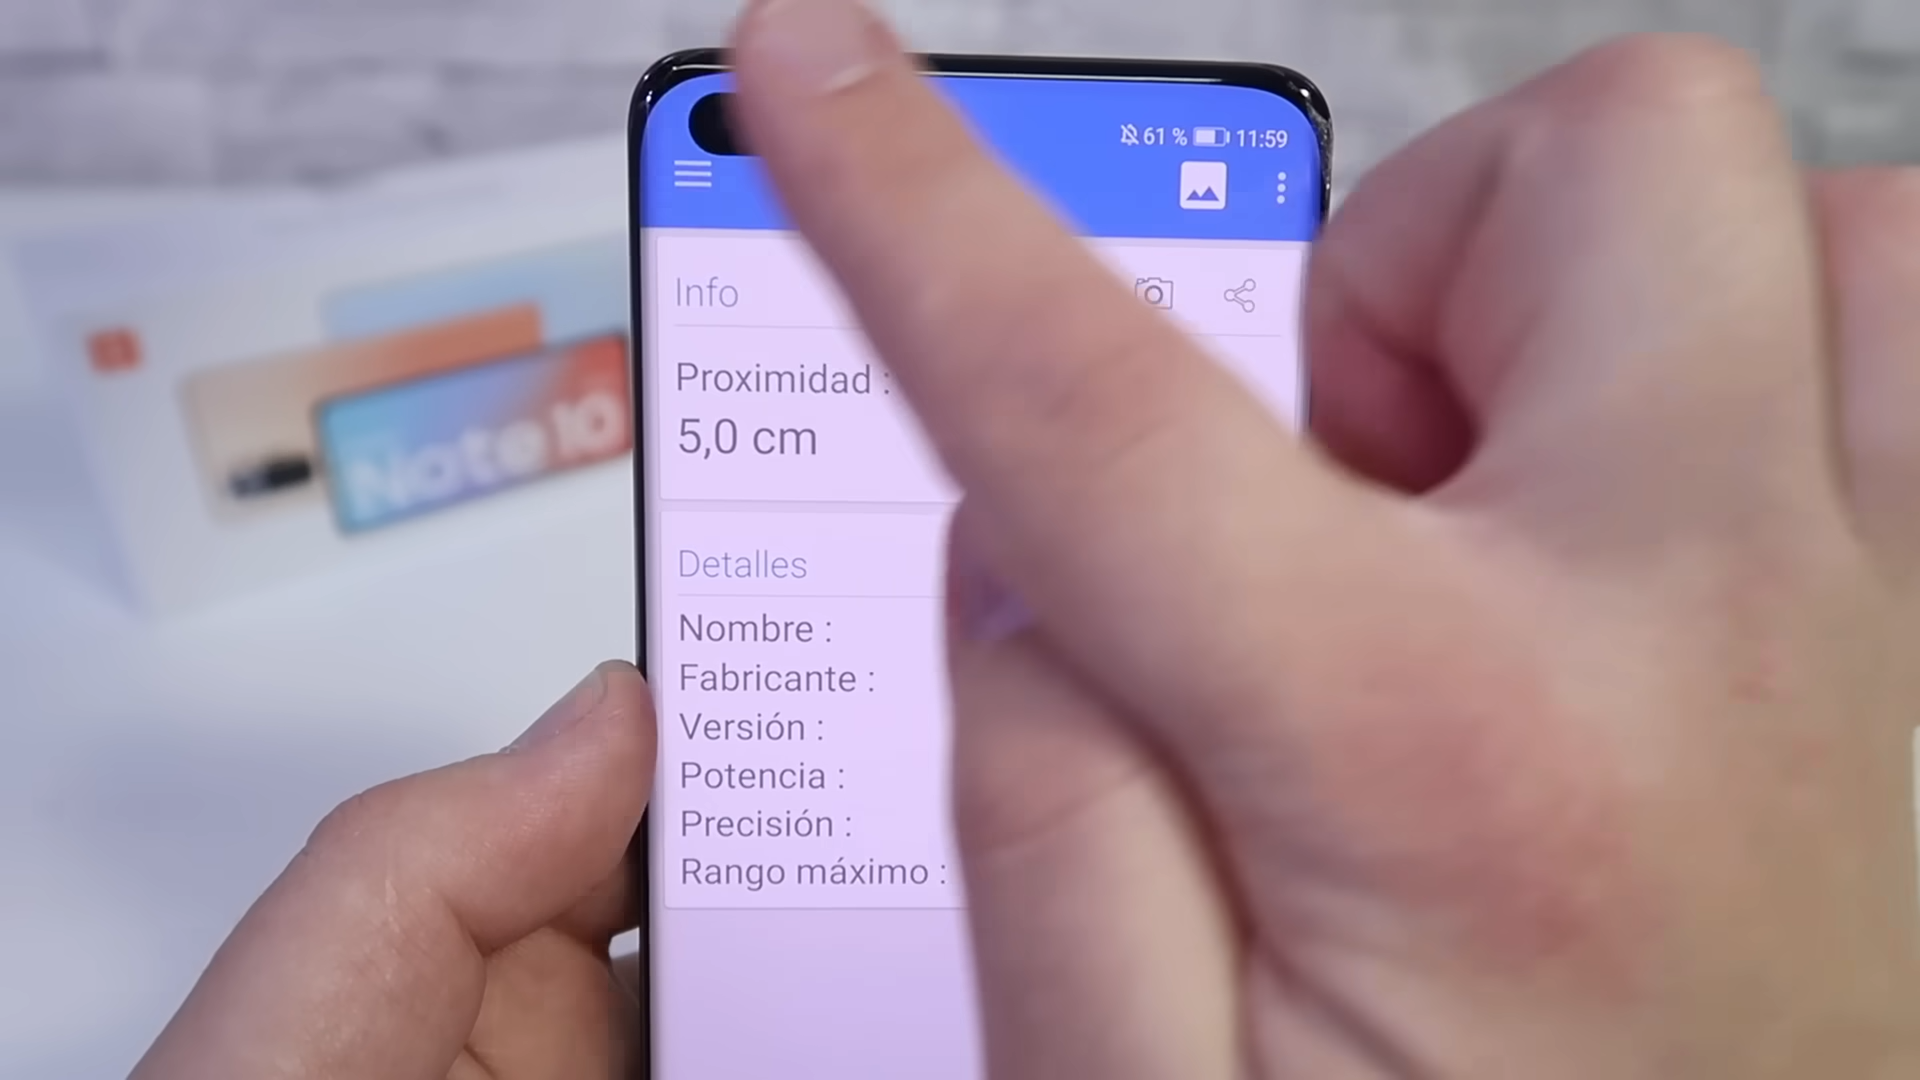 61 % 11:59
Info
Proximidad :
5,0 cm
Detalles
Nombre :
Fabricante :
Versión :
Potencia :
Precisión :
Rango máximo :
Note 10